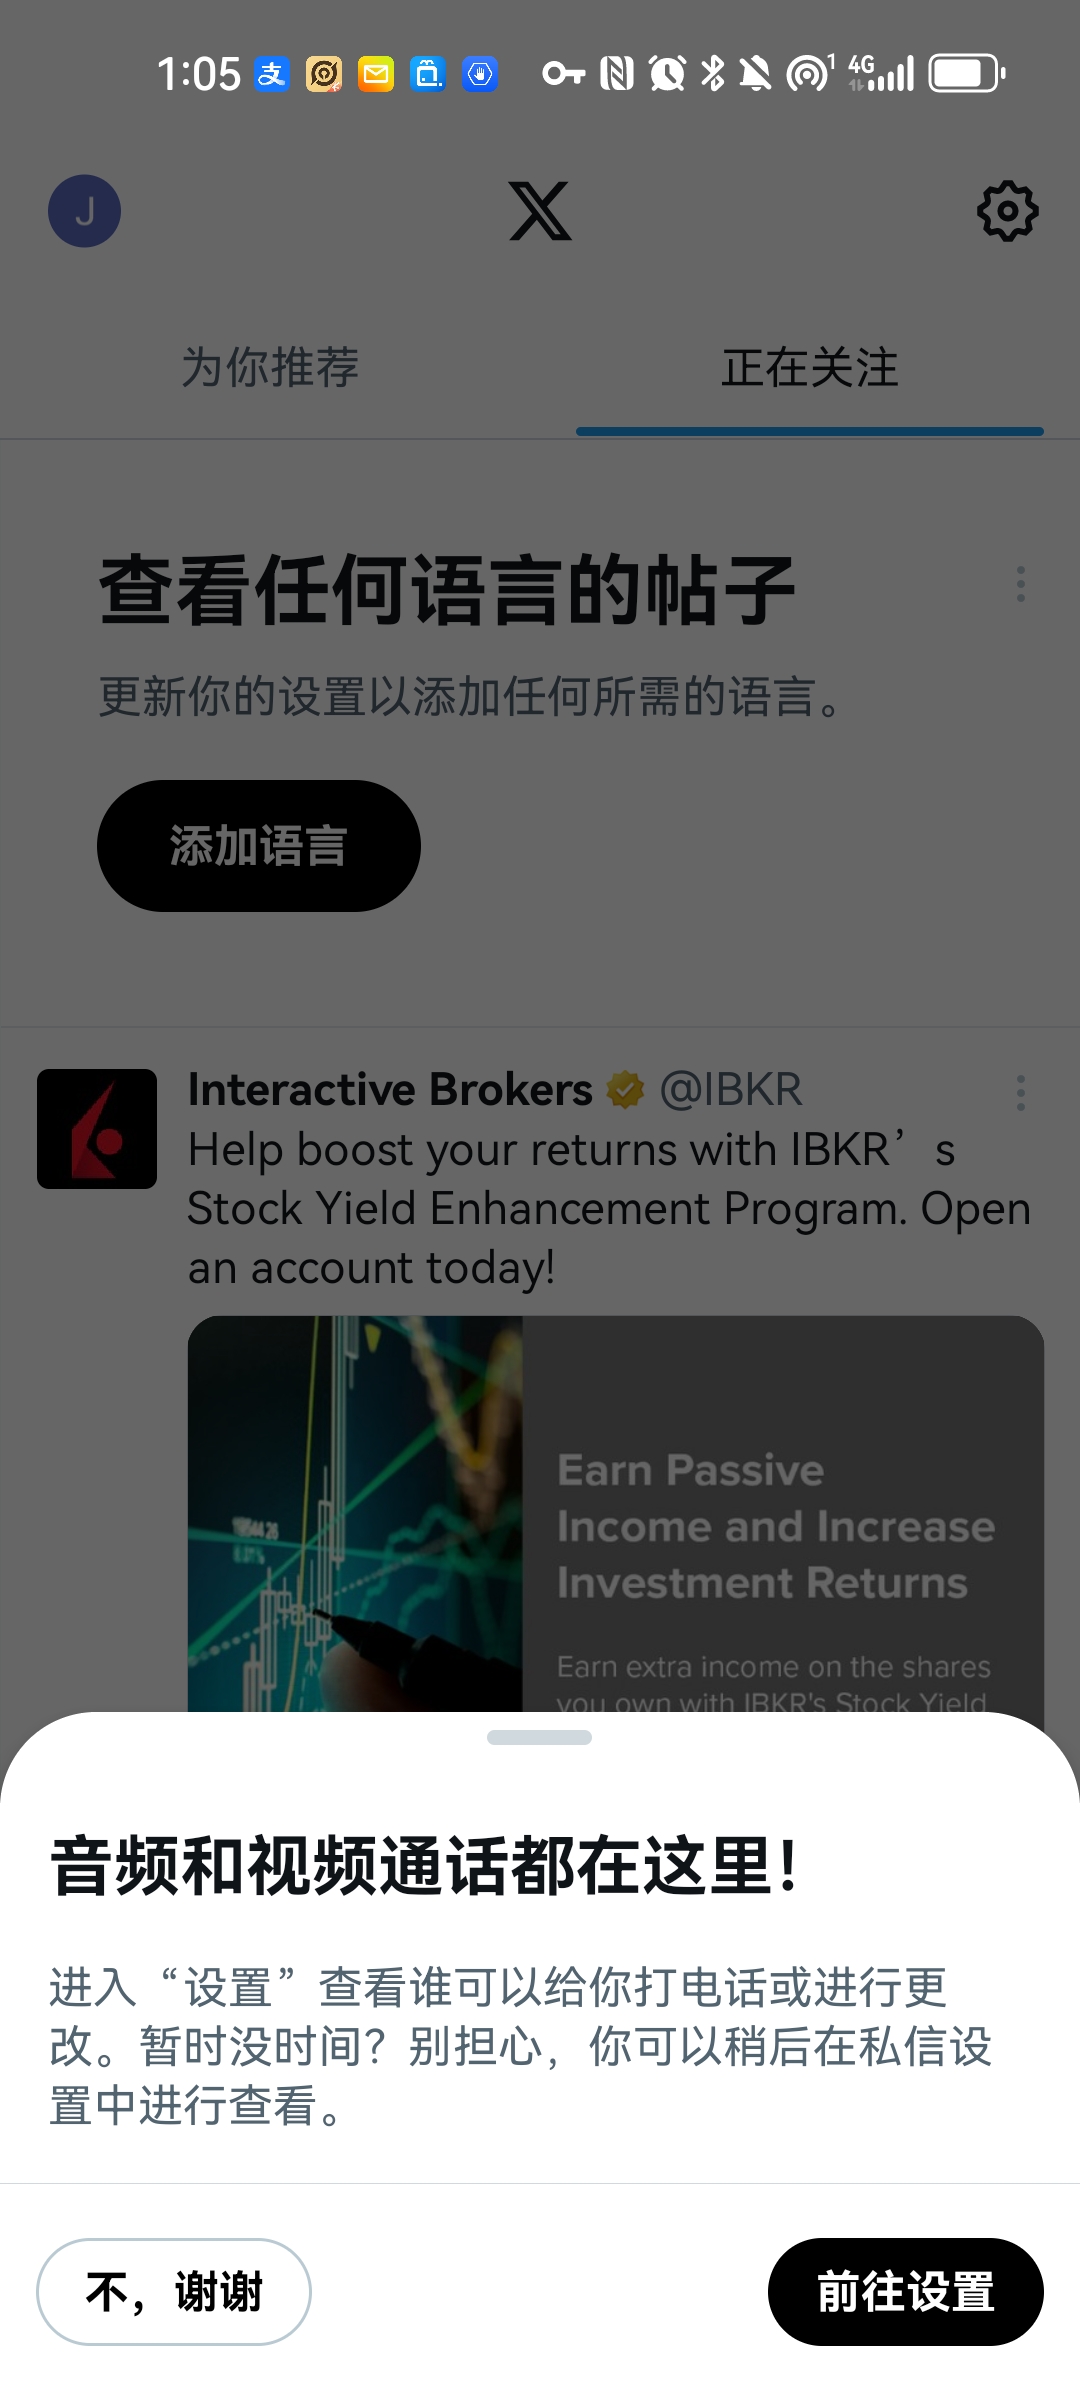 1:05
4G
J
为你推荐
正在关注
查看任何语言的帖子
更新你的设置以添加任何所需的语言。
添加语言
Interactive Brokers @IBKR
Help boost your returns with IBKR’s
Stock Yield Enhancement Program. Open
an account today!
Earn Passive
Income and Increase
Investment Returns
Earn extra income on the shares
you own with IBKR's Stock Yield
音频和视频通话都在这里！
进入“设置”查看谁可以给你打电话或进行更
改。暂时没时间？别担心，你可以稍后在私信设
置中进行查看。
不，谢谢
前往设置